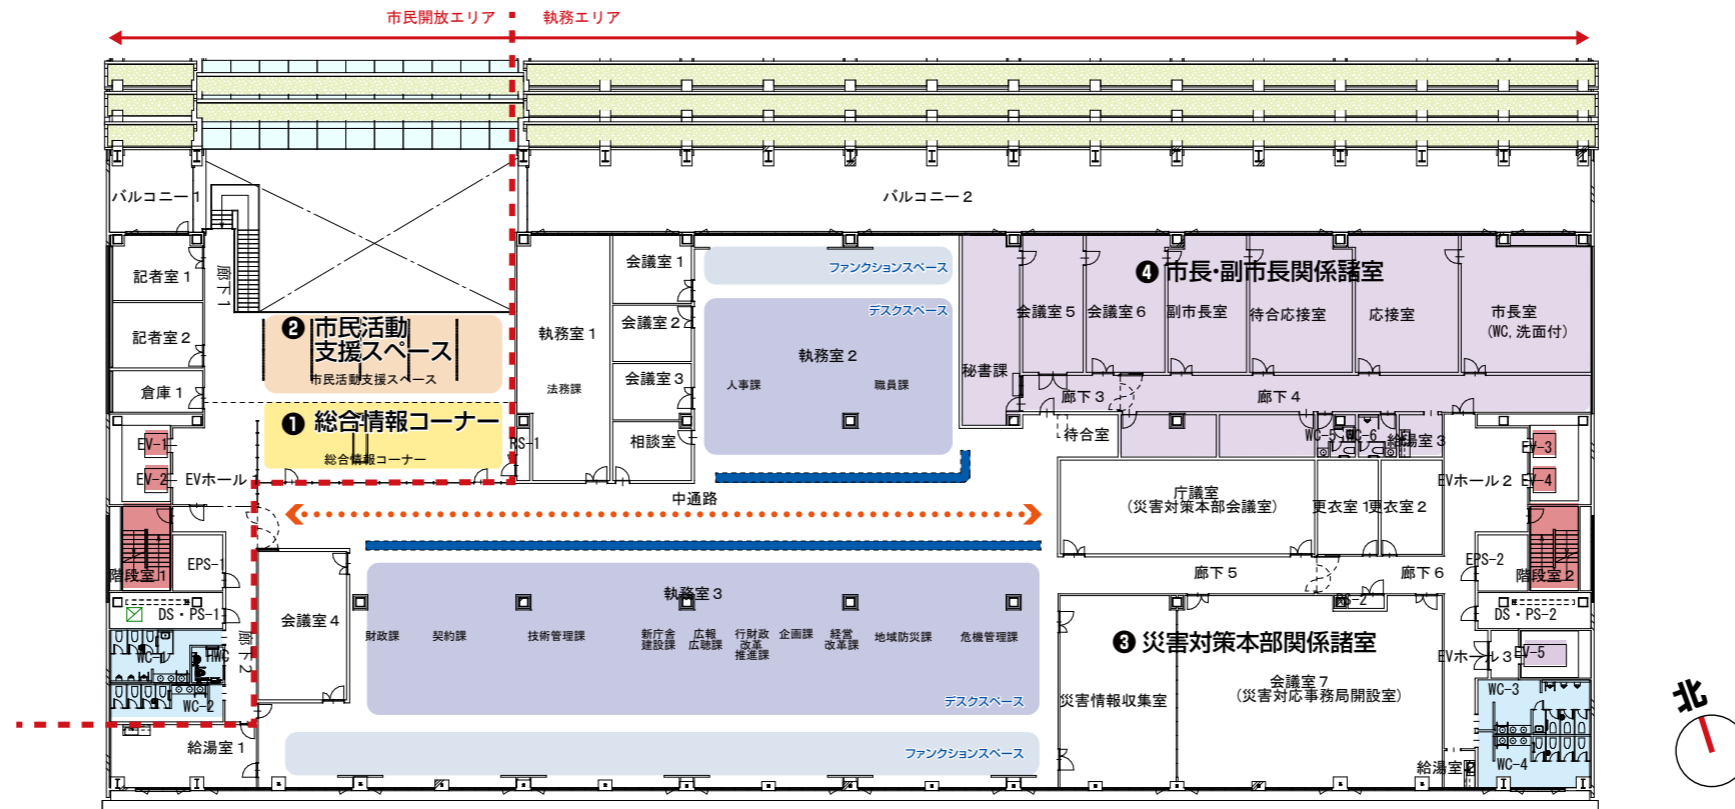 市民開放エリア
執務エリア
バルコニー1
バルコニー2
記者室1
廊下1
記者室2
倉庫1
❷ 市民活動
支援スペース
市民活動支援スペース
❶ 総合情報コーナー
総合情報コーナー
執務室1
法務課
会議室1
会議室2
会議室3
相談室
ファンクションスペース
デスクスペース
執務室2
人事課
職員課
秘書課
❹ 市長・副市長関係諸室
会議室5
会議室6
副市長室
待合応接室
応接室
市長室
(WC,洗面付)
廊下3
廊下4
待合室
WC-5
WC-6
給湯室3
EV-1
EV-2
EVホール
PS-1
EV-3
EV-4
EVホール2
中通路
庁議室
(災害対策本部会議室)
更衣室1
更衣室2
階段室1
EPS-1
DS・PS-1
WC-1
HWC
WC-2
廊下2
給湯室1
会議室4
執務室3
財政課
契約課
技術管理課
新庁舎
建設課
広報
広聴課
行財政
改革
推進課
企画課
経営
改革課
地域防災課
危機管理課
デスクスペース
ファンクションスペース
廊下5
廊下6
PS-2
❸ 災害対策本部関係諸室
災害情報収集室
会議室7
(災害対応事務局開設室)
EPS-2
階段室2
DS・PS-2
EVホール3
EV-5
WC-3
WC-4
北